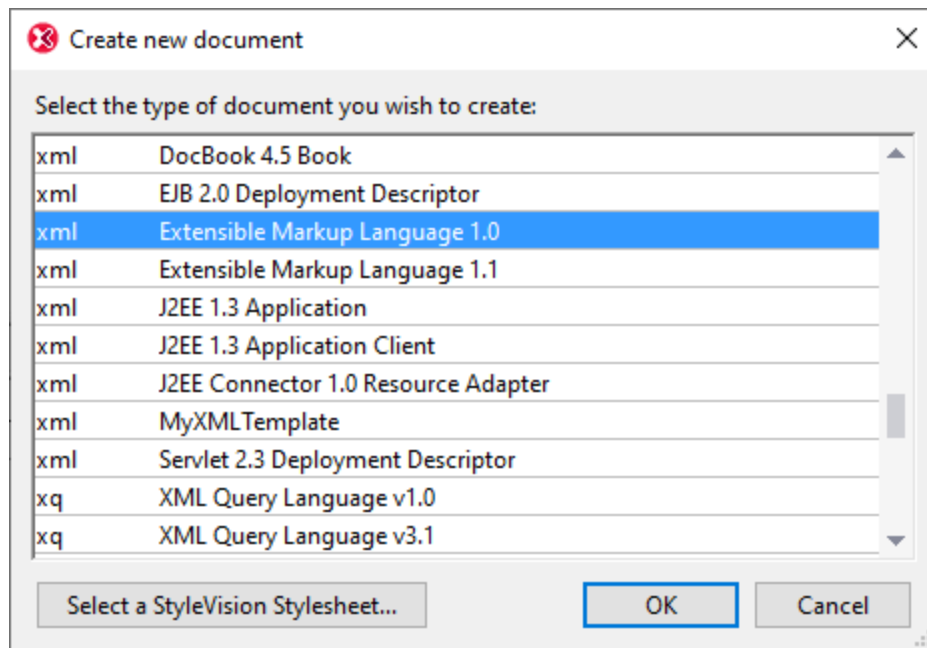 Create new document
Select the type of document you wish to create:
xml DocBook 4.5 Book
xml EJB 2.0 Deployment Descriptor
xml Extensible Markup Language 1.0
xml Extensible Markup Language 1.1
xml J2EE 1.3 Application
xml J2EE 1.3 Application Client
xml J2EE Connector 1.0 Resource Adapter
xml MyXMLTemplate
xml Servlet 2.3 Deployment Descriptor
xq XML Query Language v1.0
xq XML Query Language v3.1
Select a StyleVision Stylesheet... OK Cancel